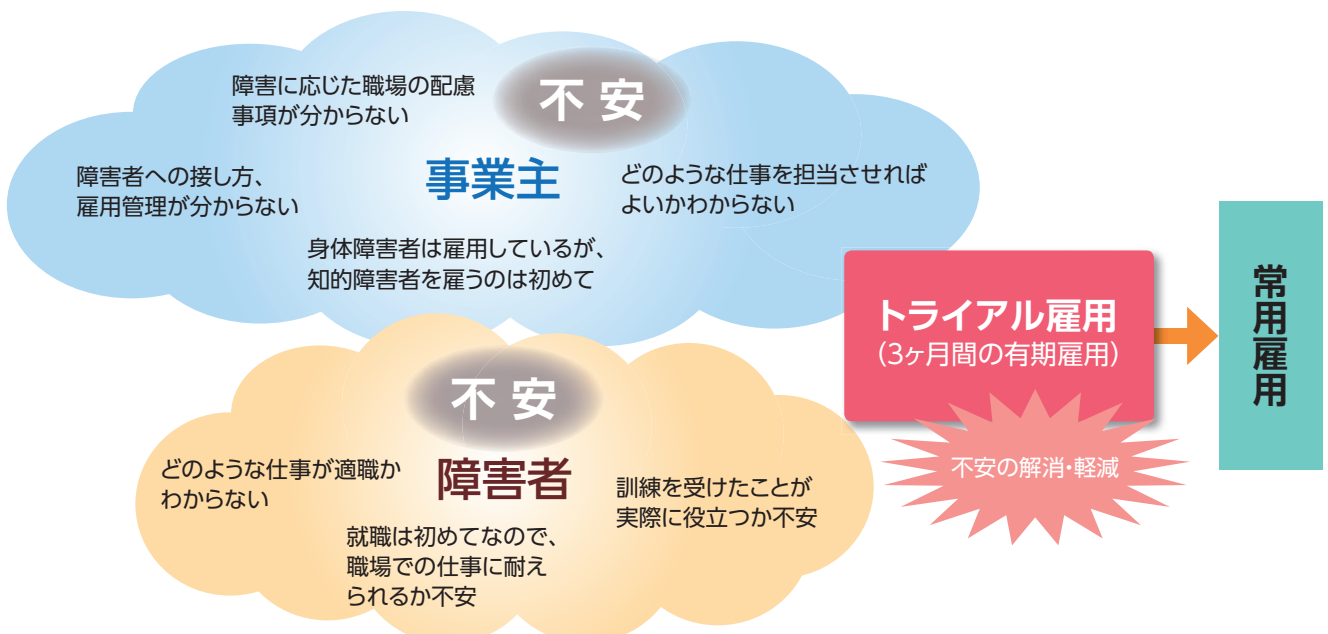 障害に応じた職場の配慮
事項が分からない
不安
事業主
障害者への接し方、
雇用管理が分からない
どのような仕事を担当させれば
よいかわからない
身体障害者は雇用しているが、
知的障害者を雇うのは初めて
トライアル雇用
(3ヶ月間の有期雇用)
不安の解消・軽減
常用雇用
不安
障害者
どのような仕事が適職か
わからない
訓練を受けたことが
実際に役立つか不安
就職は初めてなので、
職場での仕事に耐え
られるか不安